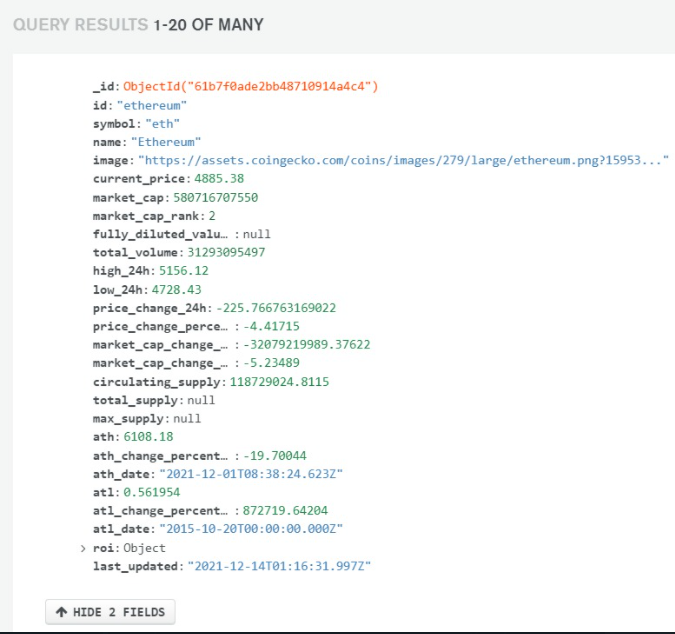 QUERY RESULTS 1-20 OF MANY
_id: ObjectId("61b7f0ade2bb48710914a4c4")
id: "ethereum"
symbol: "eth"
name: "Ethereum"
image: "https://assets.coingecko.com/coins/images/279/large/ethereum.png?15953..."
current_price: 4885.38
market_cap: 580716707550
market_cap_rank: 2
fully_diluted_valu… : null
total_volume: 31293095497
high_24h: 5156.12
low_24h: 4728.43
price_change_24h: -225.766763169022
price_change_perce… : -4.41715
market_cap_change_… : -32079219989.37622
market_cap_change_… : -5.23489
circulating_supply: 118729024.8115
total_supply: null
max_supply: null
ath: 6108.18
ath_change_percent… : -19.70044
ath_date: "2021-12-01T08:38:24.623Z"
atl: 0.561954
atl_change_percent… : 872719.64204
atl_date: "2015-10-20T00:00:00.000Z"
> roi: Object
last_updated: "2021-12-14T01:16:31.997Z"
↑ HIDE 2 FIELDS